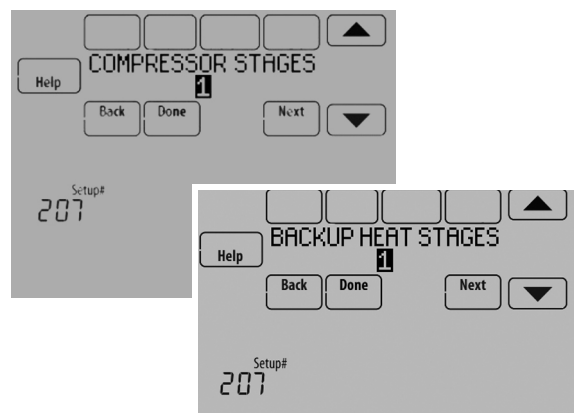 COMPRESSOR STAGES
Help
1
Back Done Next
Setup#
207
BACKUP HEAT STAGES
Help
1
Back Done Next
Setup#
207